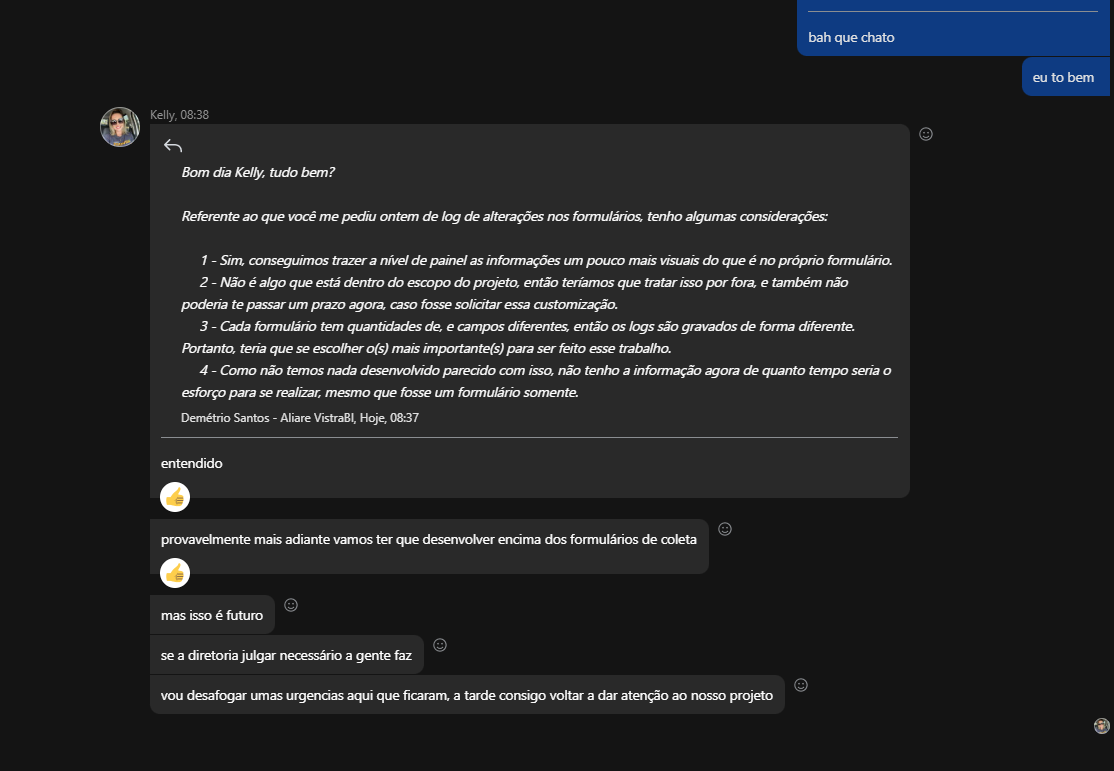 bah que chato
eu to bem
Kelly, 08:38
Bom dia Kelly, tudo bem?
Referente ao que você me pediu ontem de log de alterações nos formulários, tenho algumas considerações:
1 - Sim, conseguimos trazer a nível de painel as informações um pouco mais visuais do que é no próprio formulário.
2 - Não é algo que está dentro do escopo do projeto, então teríamos que tratar isso por fora, e também não
poderia te passar um prazo agora, caso fosse solicitar essa customização.
3 - Cada formulário tem quantidades de, e campos diferentes, então os logs são gravados de forma diferente.
Portanto, teria que se escolher o(s) mais importante(s) para ser feito esse trabalho.
4 - Como não temos nada desenvolvido parecido com isso, não tenho a informação agora de quanto tempo seria o
esforço para se realizar, mesmo que fosse um formulário somente.
Demétrio Santos - Aliare VistraBI, Hoje, 08:37
entendido
provavelmente mais adiante vamos ter que desenvolver encima dos formulários de coleta
mas isso é futuro
se a diretoria julgar necessário a gente faz
vou desafogar umas urgencias aqui que ficaram, a tarde consigo voltar a dar atenção ao nosso projeto